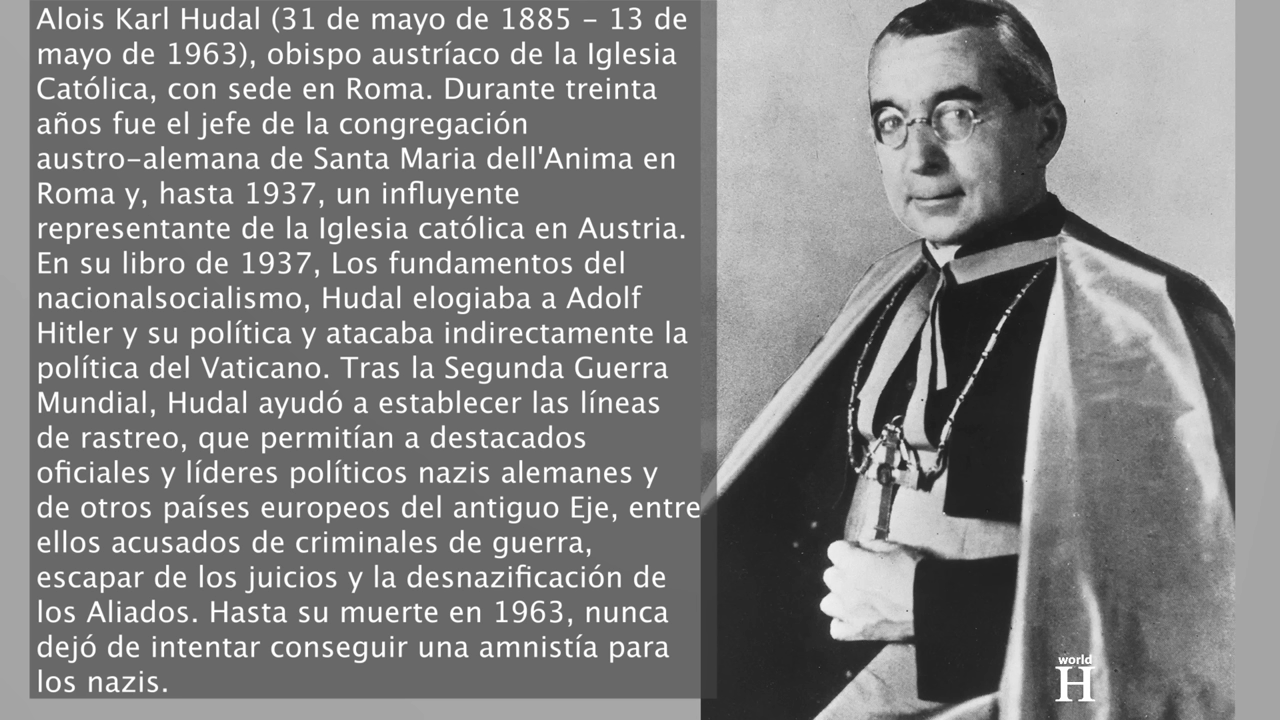 Alois Karl Hudal (31 de mayo de 1885 - 13 de
mayo de 1963), obispo austríaco de la Iglesia
Católica, con sede en Roma. Durante treinta
años fue el jefe de la congregación
austro-alemana de Santa Maria dell'Anima en
Roma y, hasta 1937, un influyente
representante de la Iglesia católica en Austria.
En su libro de 1937, Los fundamentos del
nacionalsocialismo, Hudal elogiaba a Adolf
Hitler y su política y atacaba indirectamente la
política del Vaticano. Tras la Segunda Guerra
Mundial, Hudal ayudó a establecer las líneas
de rastreo, que permitían a destacados
oficiales y líderes políticos nazis alemanes y
de otros países europeos del antiguo Eje, entre
ellos acusados de criminales de guerra,
escapar de los juicios y la desnazificación de
los Aliados. Hasta su muerte en 1963, nunca
dejó de intentar conseguir una amnistía para
los nazis.
world
H